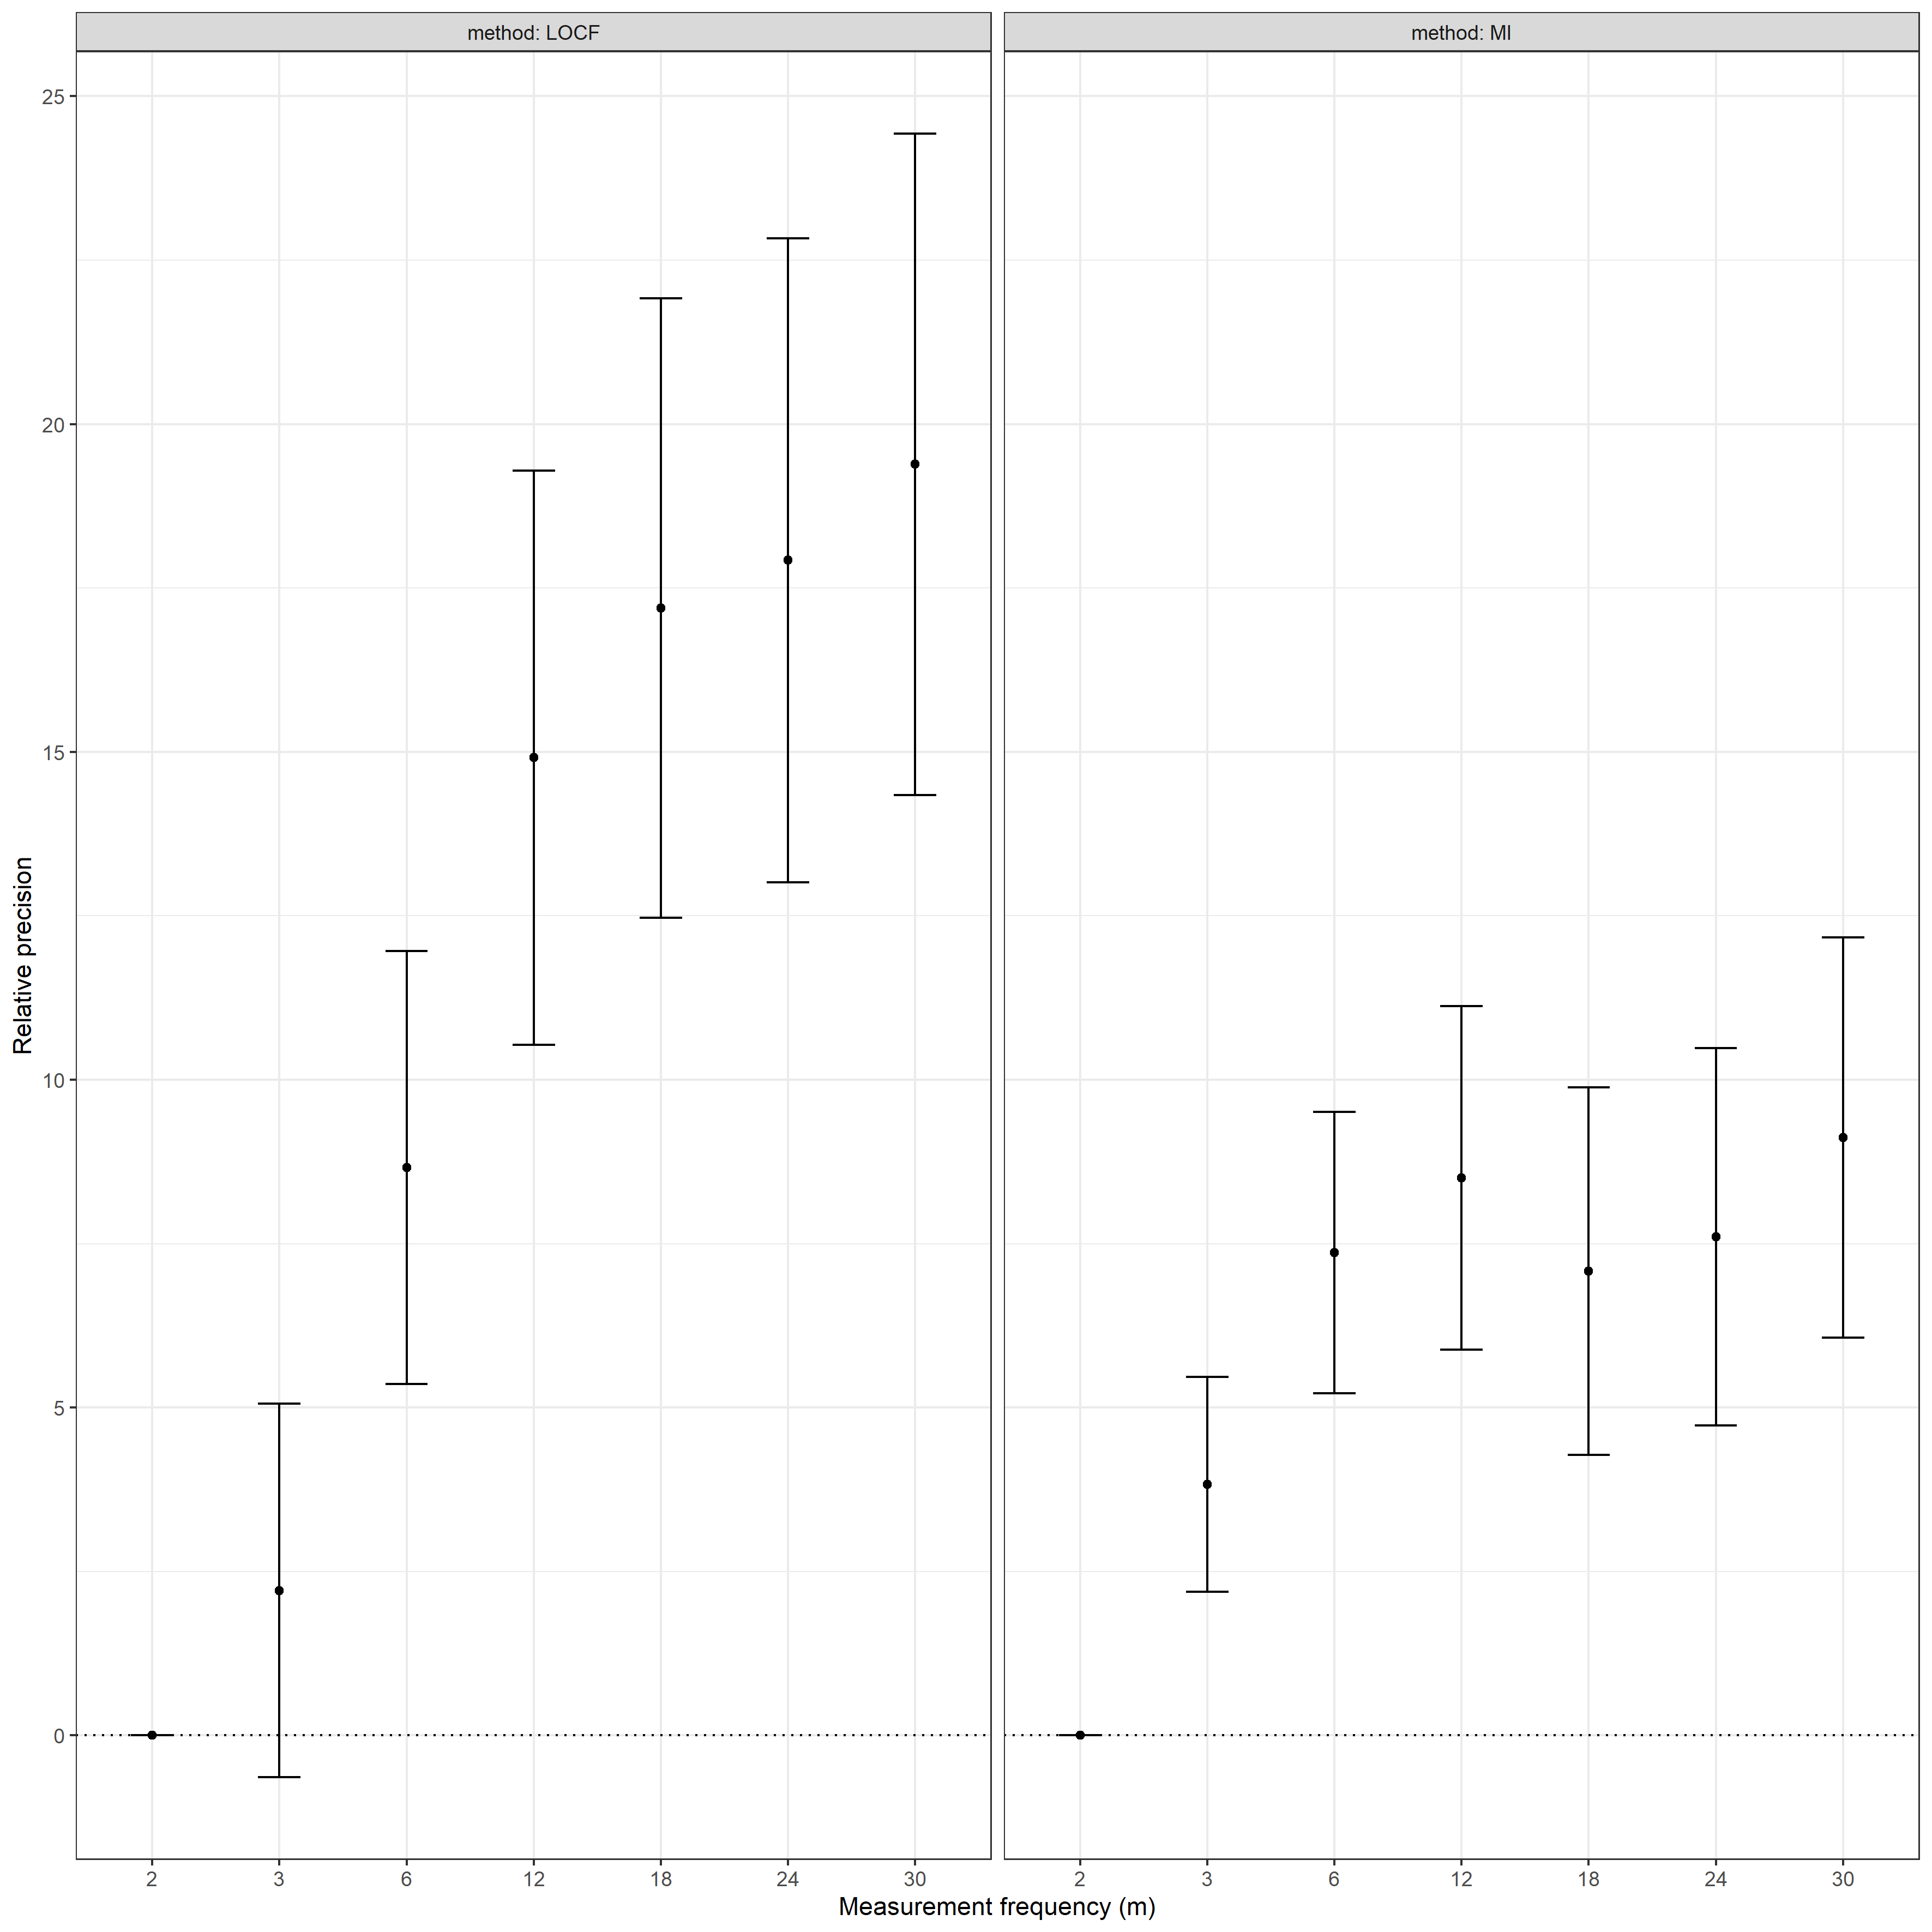 method: LOCF
method: MI
25
20
15
10
5
0
Relative precision
2 3 6 12 18 24 30
2 3 6 12 18 24 30
Measurement frequency (m)